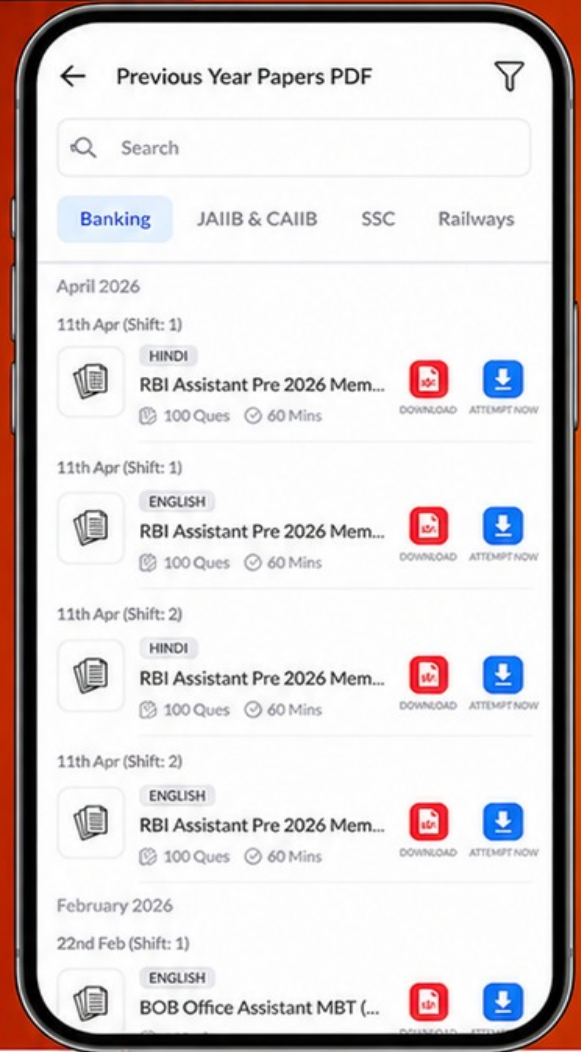 Previous Year Papers PDF
Search
Banking JAIIB & CAIIB SSC Railways
April 2026
11th Apr (Shift: 1)
HINDI
RBI Assistant Pre 2026 Mem...
100 Ques 60 Mins
DOWNLOAD ATTEMPT NOW
11th Apr (Shift: 1)
ENGLISH
RBI Assistant Pre 2026 Mem...
100 Ques 60 Mins
DOWNLOAD ATTEMPT NOW
11th Apr (Shift: 2)
HINDI
RBI Assistant Pre 2026 Mem...
100 Ques 60 Mins
DOWNLOAD ATTEMPT NOW
11th Apr (Shift: 2)
ENGLISH
RBI Assistant Pre 2026 Mem...
100 Ques 60 Mins
DOWNLOAD ATTEMPT NOW
February 2026
22nd Feb (Shift: 1)
ENGLISH
BOB Office Assistant MBT (...